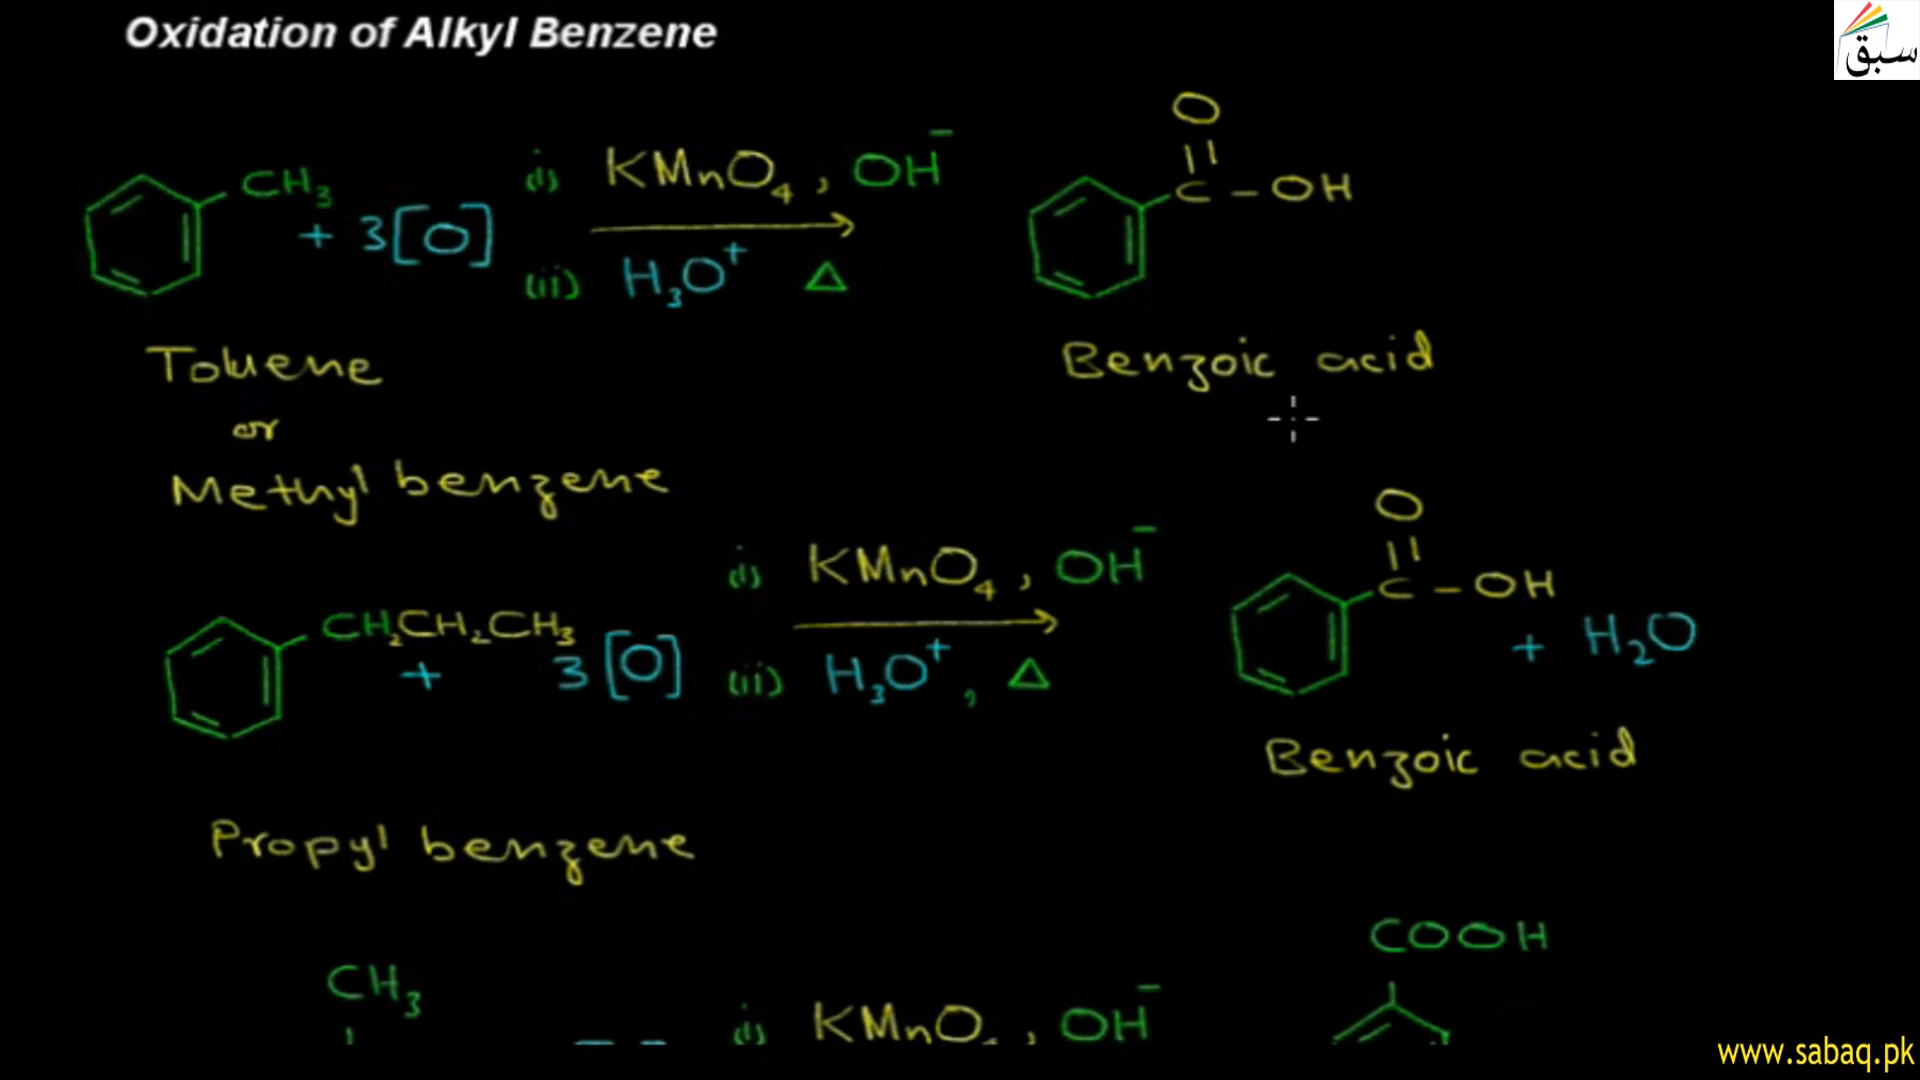 Oxidation of Alkyl Benzene
سبق
O
CH3 (i) KMnO4, OH⁻ C-OH
+ 3[O]
(ii) H3O⁺ Δ
Toluene Benzoic acid
or
Methyl benzene
O
(i) KMnO4, OH⁻
CH2CH2CH3 C-OH
+ 3[O] (ii) H3O⁺, Δ + H2O
Benzoic acid
Propyl benzene
COOH
CH3
(i) KMnO4, OH⁻
www.sabaq.pk